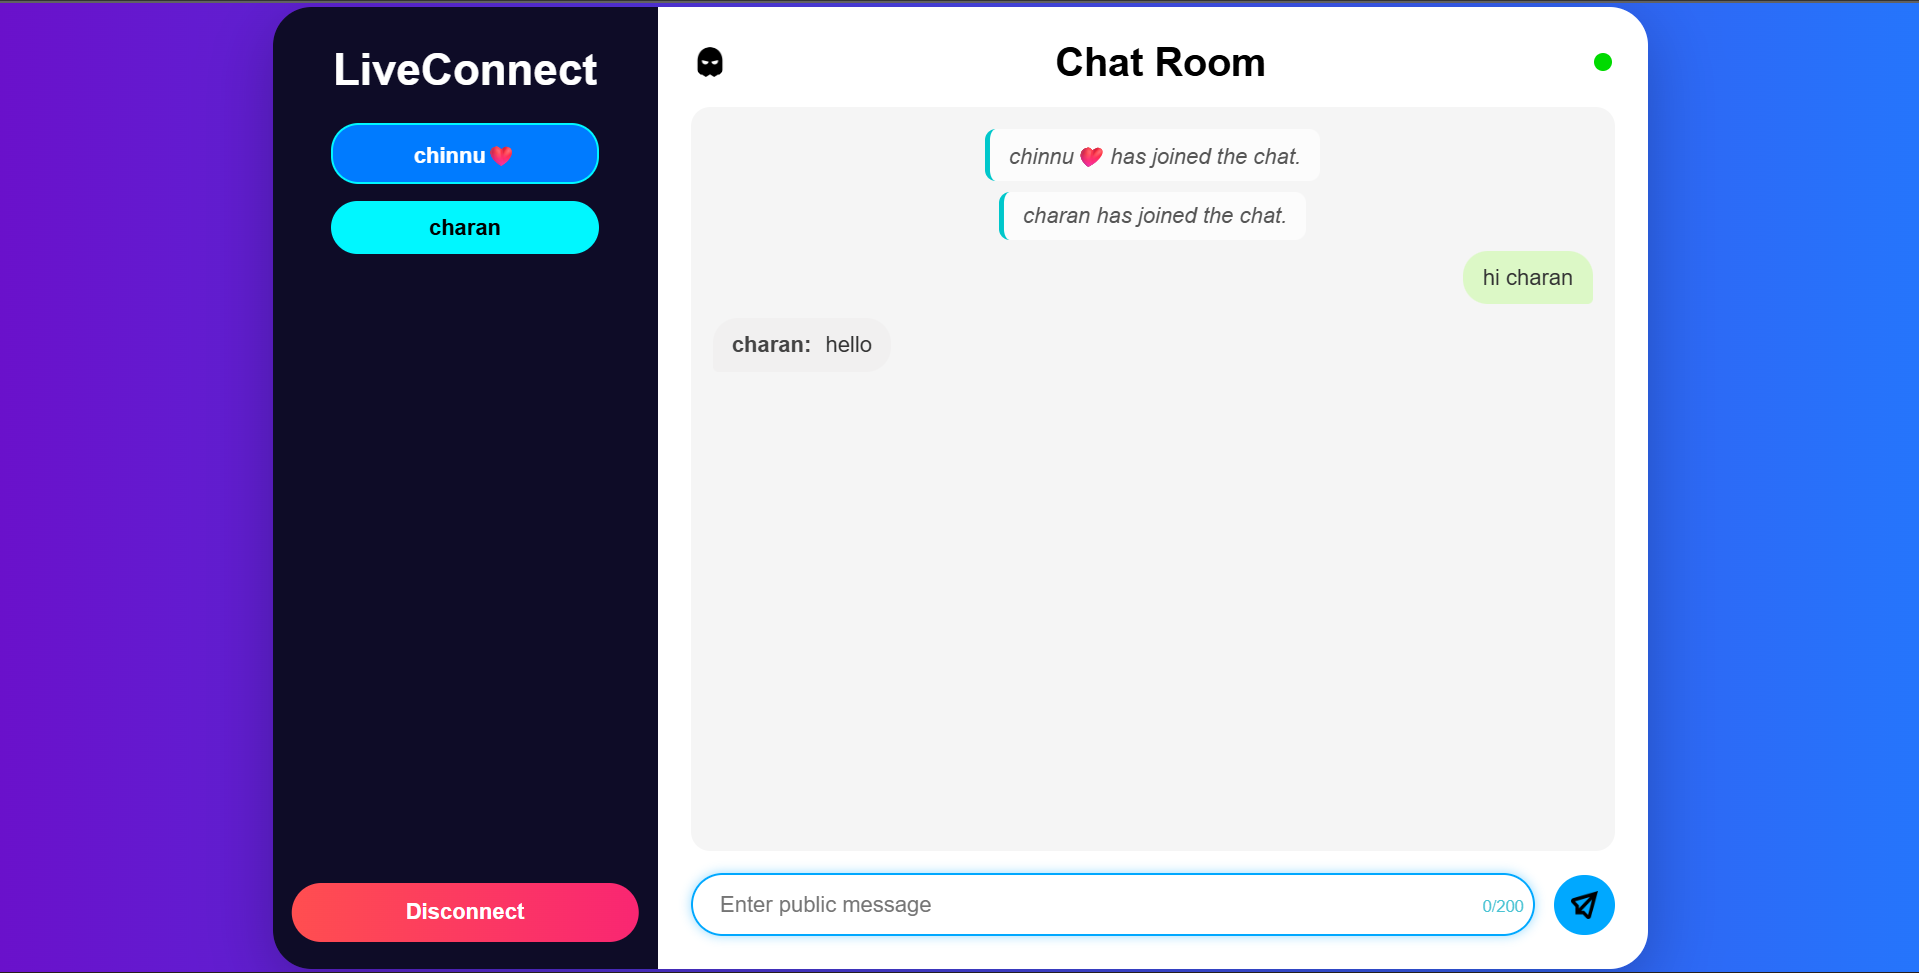 LiveConnect
chinnu ❤️
charan
Disconnect
Chat Room
chinnu ❤️ has joined the chat.
charan has joined the chat.
hi charan
charan: hello
Enter public message
0/200